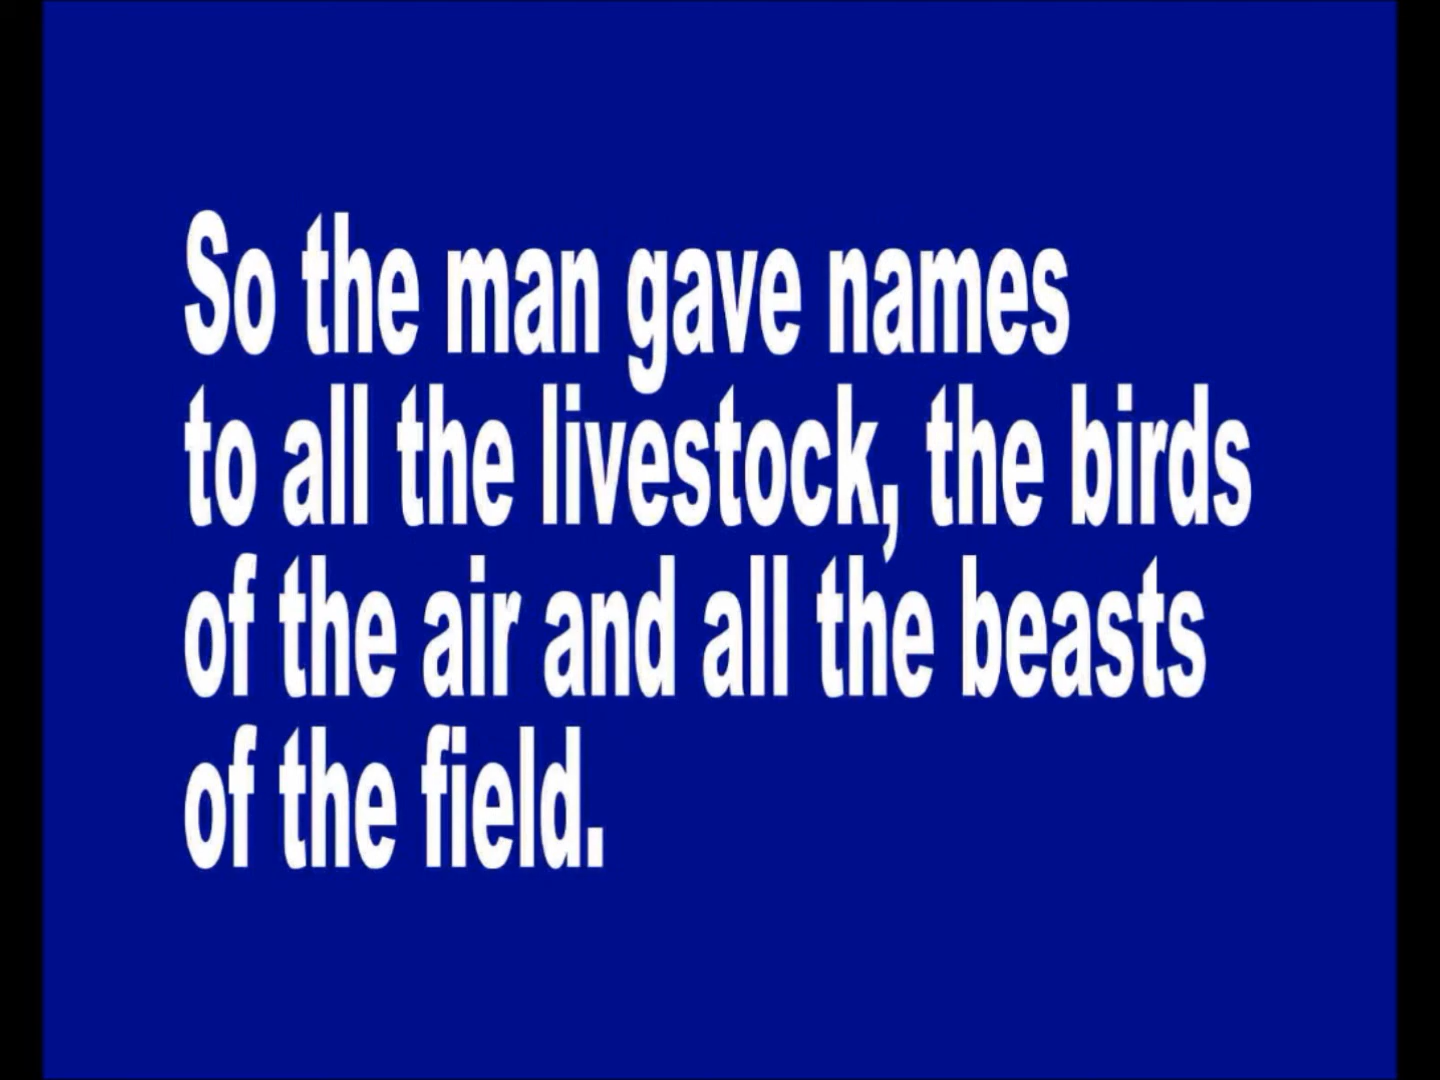 So the man gave names
to all the livestock, the birds
of the air and all the beasts
of the field.